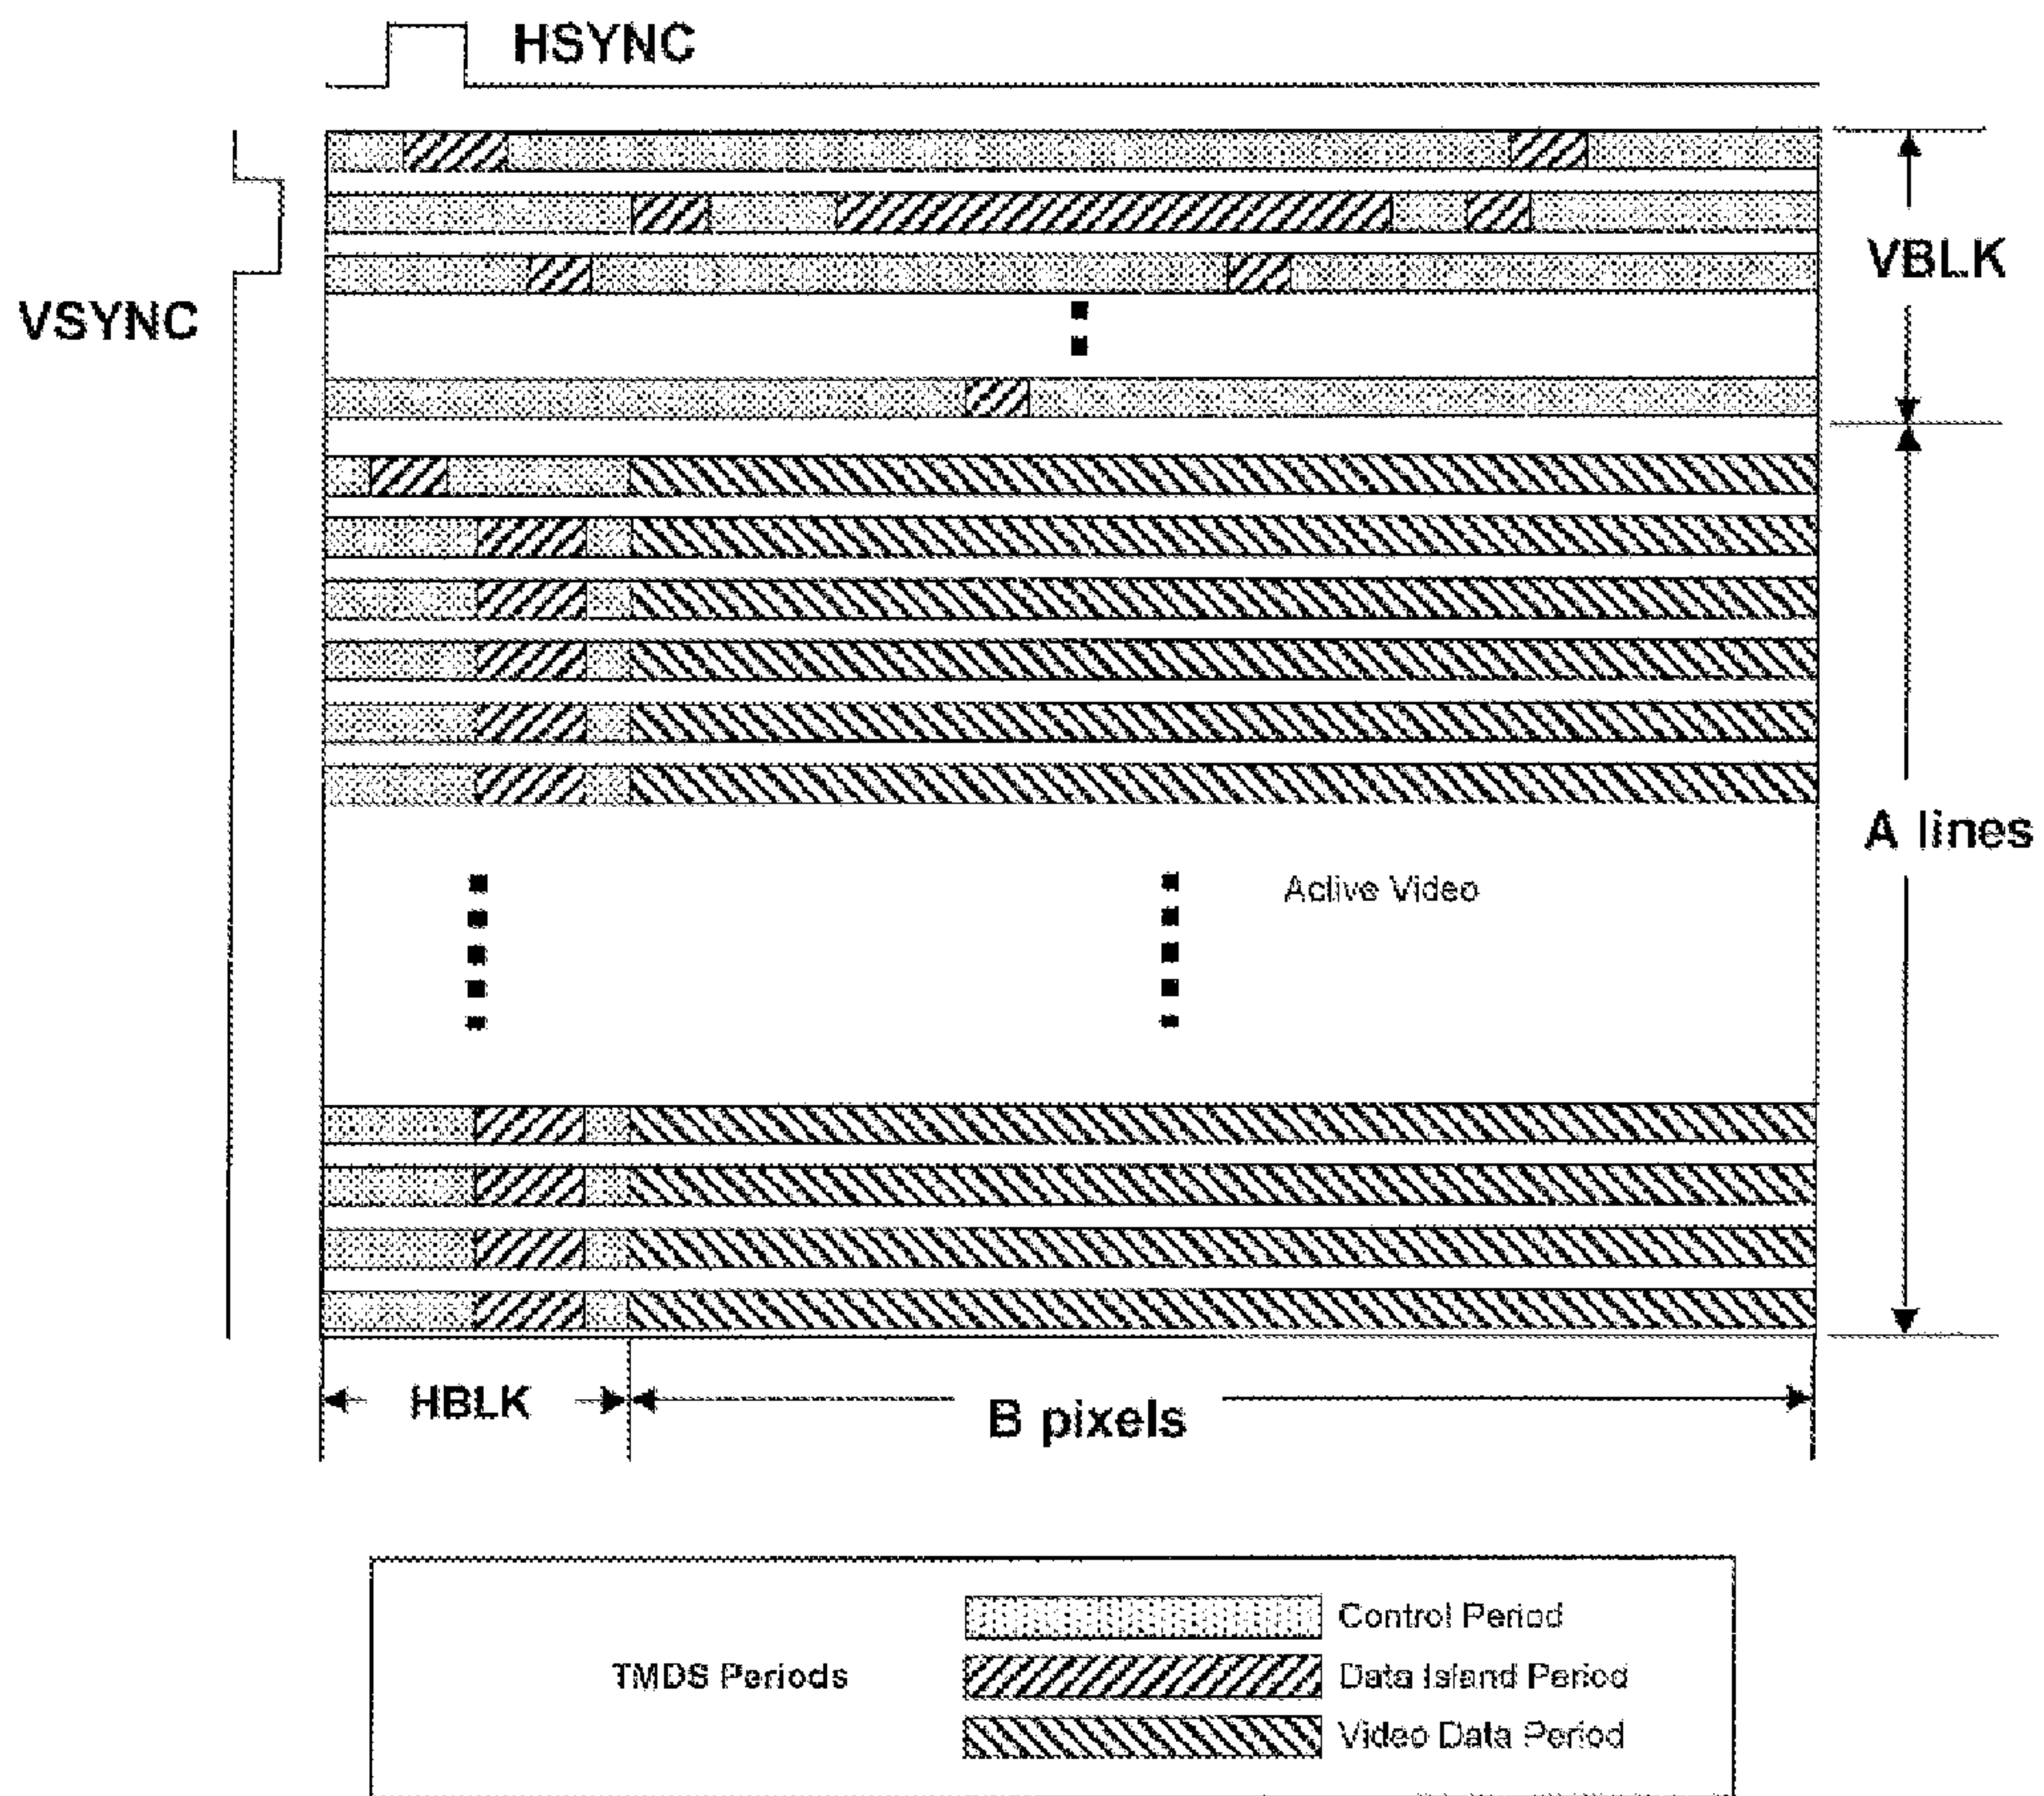 HSYNC
VBLK
VSYNC
A lines
Active Video
HBLK
B pixels
TMDS Periods
Control Period
Data Island Period
Video Data Period